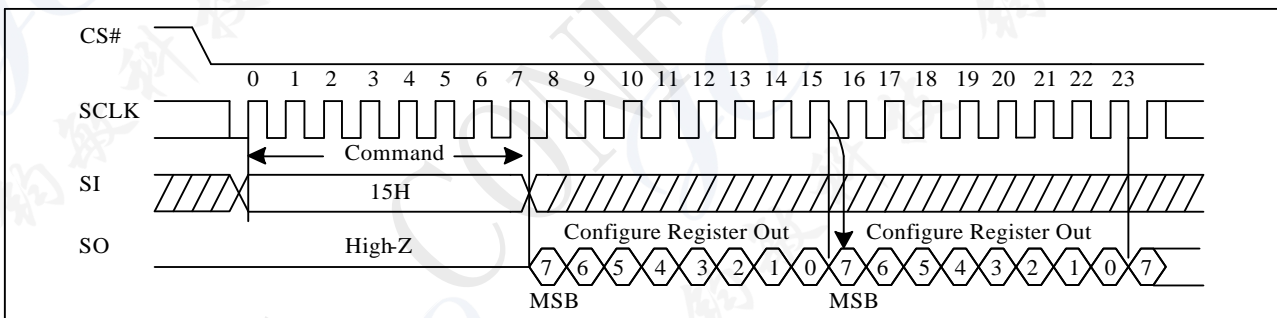 CS#
0 1 2 3 4 5 6 7 8 9 10 11 12 13 14 15 16 17 18 19 20 21 22 23
SCLK
Command
SI
15H
SO
High-Z
Configure Register Out
Configure Register Out
7 6 5 4 3 2 1 0 7 6 5 4 3 2 1 0 7
MSB
MSB